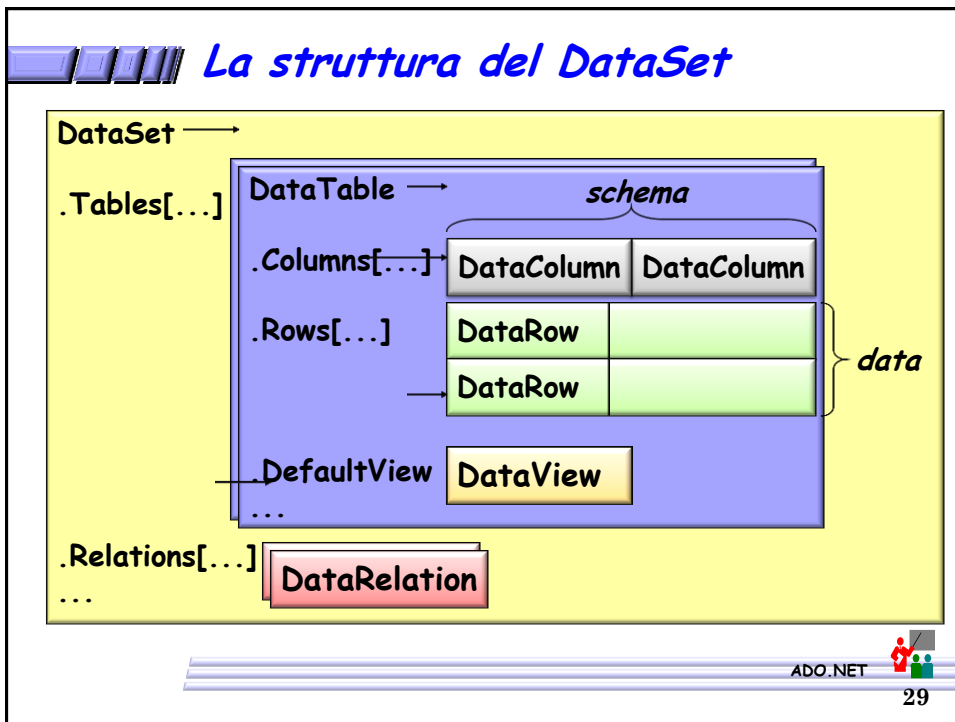 La struttura del DataSet
DataSet
.Tables[...]
DataTable
schema
.Columns[...]
DataColumn
DataColumn
.Rows[...]
DataRow
DataRow
data
.DefaultView
DataView
...
.Relations[...]
DataRelation
...
ADO.NET
29